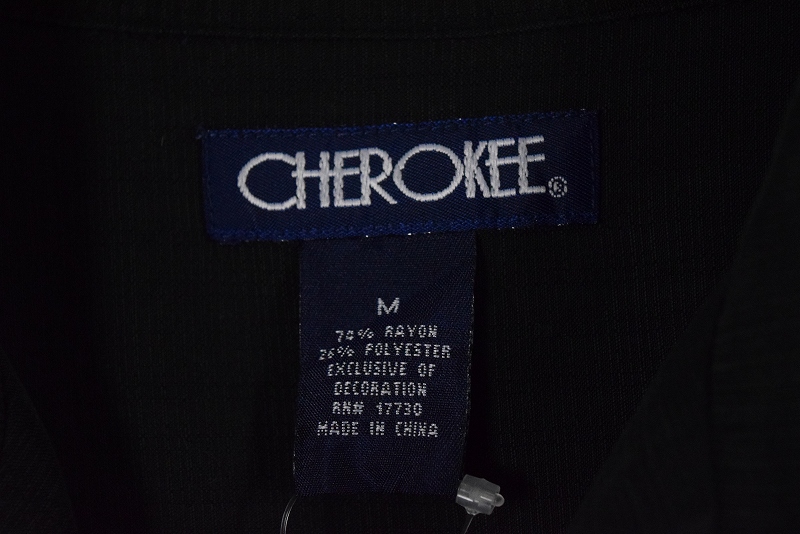 CHEROKEE®
M
74% RAYON
26% POLYESTER
EXCLUSIVE OF
DECORATION
RN# 17730
MADE IN CHINA